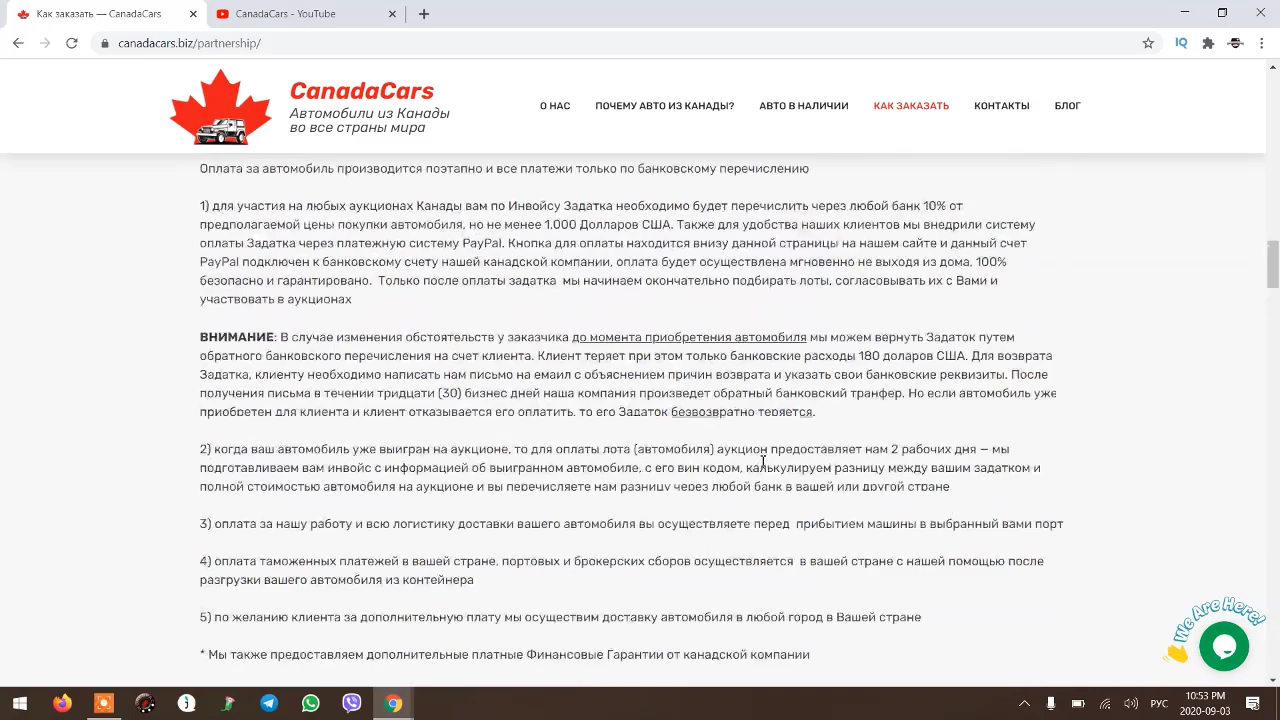 Как заказать — CanadaCars
CanadaCars - YouTube
canadacars.biz/partnership/
IQ
CanadaCars
Автомобили из Канады
во все страны мира
О НАС
ПОЧЕМУ АВТО ИЗ КАНАДЫ?
АВТО В НАЛИЧИИ
КАК ЗАКАЗАТЬ
КОНТАКТЫ
БЛОГ
Оплата за автомобиль производится поэтапно и все платежи только по банковскому перечислению
1) для участия на любых аукционах Канады вам по Инвойсу Задатка необходимо будет перечислить через любой банк 10% от
предполагаемой цены покупки автомобиля, но не менее 1.000 Долларов США. Также для удобства наших клиентов мы внедрили систему
оплаты Задатка через платежную систему PayPal. Кнопка для оплаты находится внизу данной страницы на нашем сайте и данный счет
PayPal подключен к банковскому счету нашей канадской компании, оплата будет осуществлена мгновенно не выходя из дома, 100%
безопасно и гарантировано. Только после оплаты задатка мы начинаем окончательно подбирать лоты, согласовывать их с Вами и
участвовать в аукционах
ВНИМАНИЕ: В случае изменения обстоятельств у заказчика до момента приобретения автомобиля мы можем вернуть Задаток путем
обратного банковского перечисления на счет клиента. Клиент теряет при этом только банковские расходы 180 доларов США. Для возврата
Задатка, клиенту необходимо написать нам письмо на емаил с объяснением причин возврата и указать свои банковские реквизиты. После
получения письма в течении тридцати (30) бизнес дней наша компания произведет обратный банковский транфер. Но если автомобиль уже
приобретен для клиента и клиент отказывается его оплатить, то его Задаток безвозвратно теряется.
2) когда ваш автомобиль уже выигран на аукционе, то для оплаты лота (автомобиля) аукцион предоставляет нам 2 рабочих дня — мы
подготавливаем вам инвойс с информацией об выигранном автомобиле, с его вин кодом, калькулируем разницу между вашим задатком и
полной стоимостью автомобиля на аукционе и вы перечисляете нам разницу через любой банк в вашей или другой стране
3) оплата за нашу работу и всю логистику доставки вашего автомобиля вы осуществляете перед прибытием машины в выбранный вами порт
4) оплата таможенных платежей в вашей стране, портовых и брокерских сборов осуществляется в вашей стране с нашей помощью после
разгрузки вашего автомобиля из контейнера
5) по желанию клиента за дополнительную плату мы осуществим доставку автомобиля в любой город в Вашей стране
* Мы также предоставляем дополнительные платные Финансовые Гарантии от канадской компании
We Are Here!
РУС
10:53 PM
2020-09-03